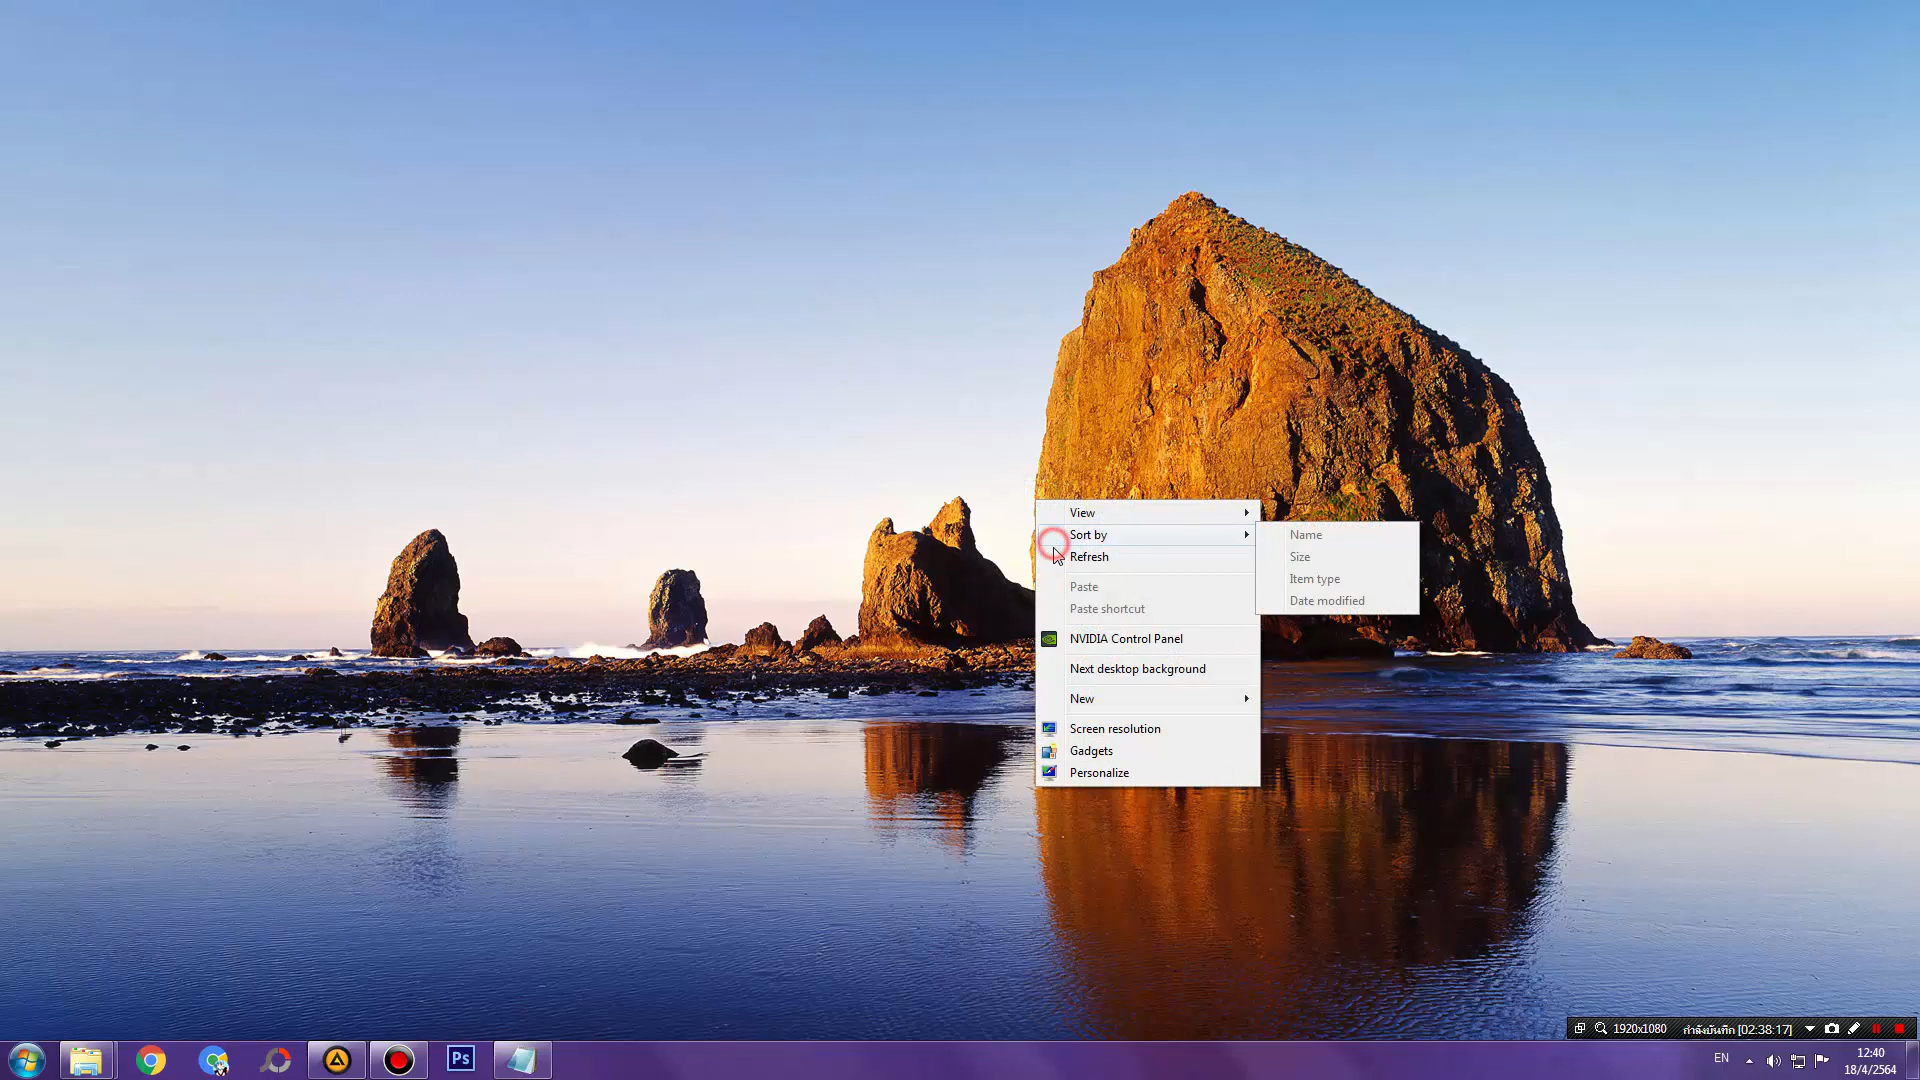 View
Sort by
Refresh
Paste
Paste shortcut
NVIDIA Control Panel
Next desktop background
New
Screen resolution
Gadgets
Personalize
Name
Size
Item type
Date modified
1920x1080 กำลังบันทึก [02:38:17]
Ps
EN
12:40
18/4/2564